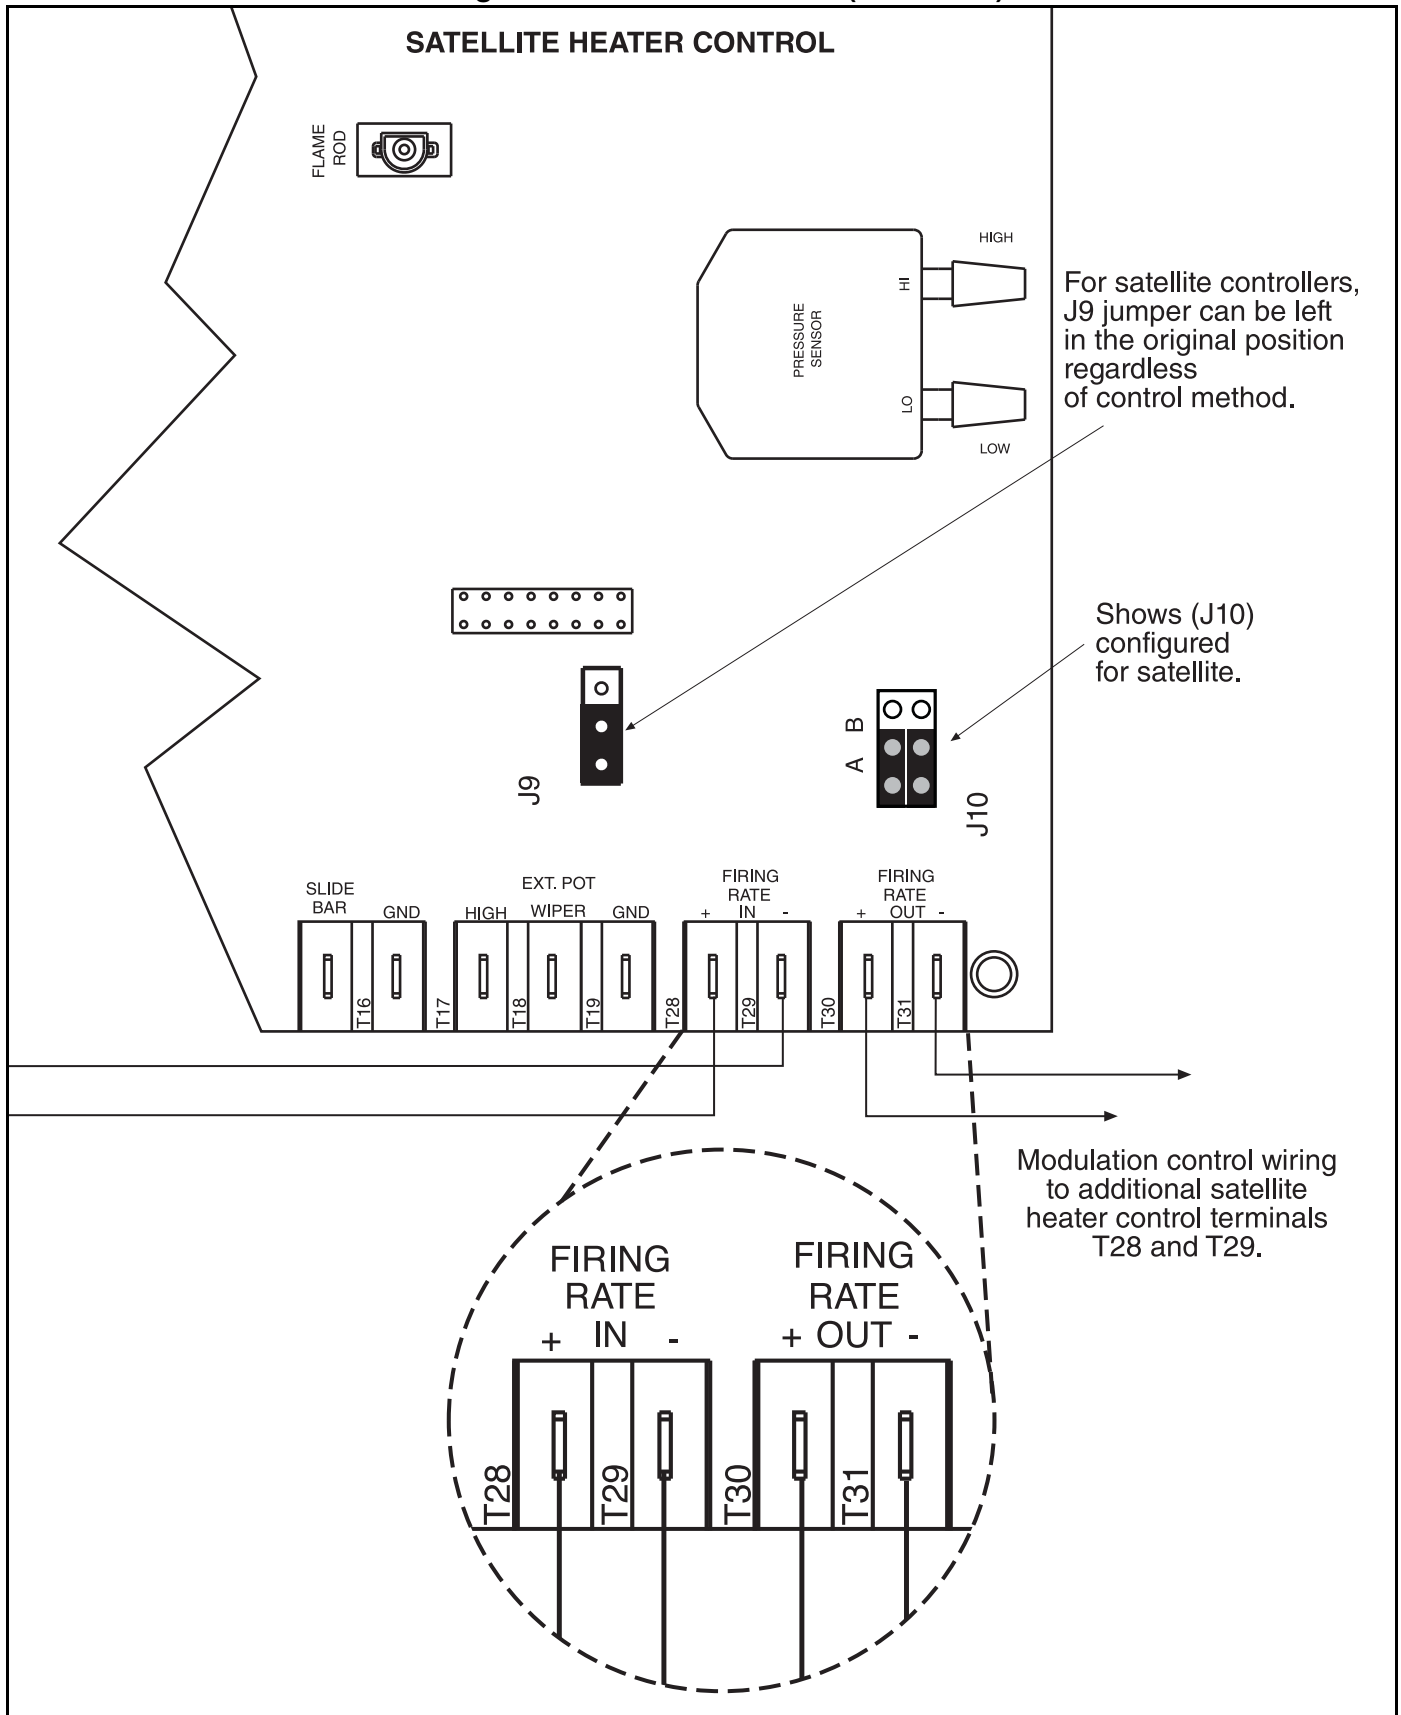 SATELLITE HEATER CONTROL
FLAME
ROD
HIGH
HI
PRESSURE
SENSOR
LO
LOW
For satellite controllers,
J9 jumper can be left
in the original position
regardless
of control method.
Shows (J10)
configured
for satellite.
J9
A B
J10
SLIDE
BAR
GND
EXT. POT
HIGH
WIPER
GND
FIRING
RATE
+ IN -
FIRING
RATE
+ OUT -
T16
T17
T18
T19
T28
T29
T30
T31
Modulation control wiring
to additional satellite
heater control terminals
T28 and T29.
FIRING
RATE
+ IN -
FIRING
RATE
+ OUT -
T28
T29
T30
T31